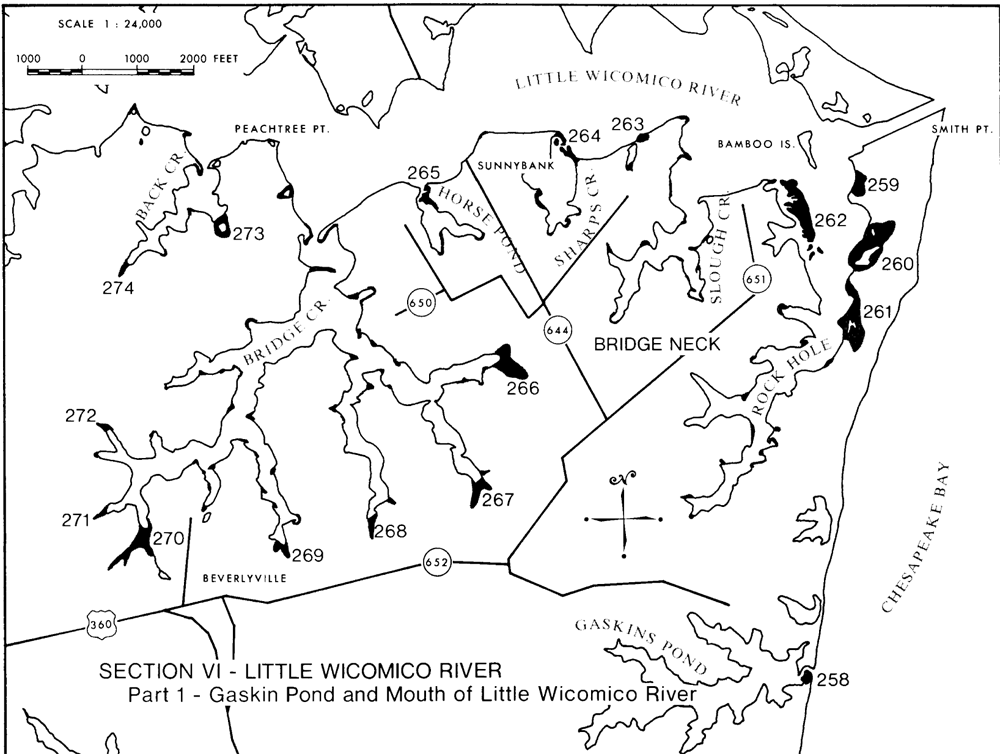 SCALE 1 : 24,000
1000 0 1000 2000 FEET
LITTLE WICOMICO RIVER
PEACHTREE PT.
BACK CR.
265
SUNNYBANK
264
263
BAMBOO IS.
SMITH PT.
259
HORSE POND
SHARPS CR.
SLOUGH CR.
262
273
274
260
651
650
261
644
BRIDGE NECK
BRIDGE CR.
ROCK HOLE
266
272
N
267
271
270
268
269
CHESAPEAKE BAY
652
BEVERLYVILLE
360
GASKINS POND
SECTION VI - LITTLE WICOMICO RIVER
Part 1 - Gaskin Pond and Mouth of Little Wicomico River
258